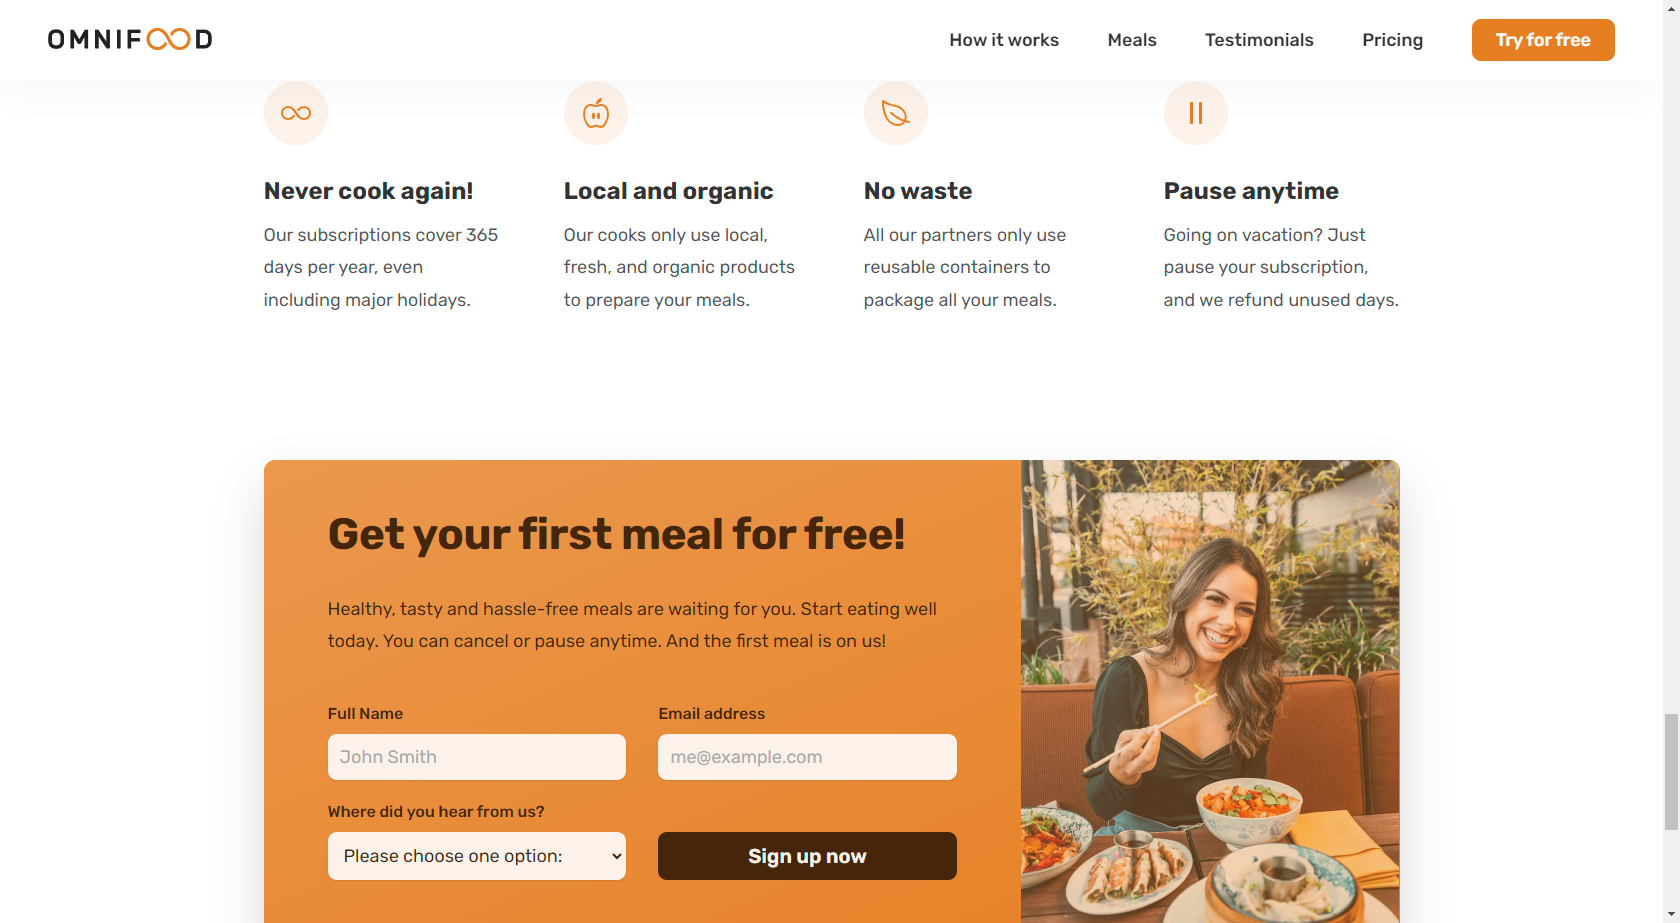 OMNIFOOD
How it works
Meals
Testimonials
Pricing
Try for free
Never cook again!
Our subscriptions cover 365
days per year, even
including major holidays.
Local and organic
Our cooks only use local,
fresh, and organic products
to prepare your meals.
No waste
All our partners only use
reusable containers to
package all your meals.
Pause anytime
Going on vacation? Just
pause your subscription,
and we refund unused days.
Get your first meal for free!
Healthy, tasty and hassle-free meals are waiting for you. Start eating well
today. You can cancel or pause anytime. And the first meal is on us!
Full Name
John Smith
Email address
me@example.com
Where did you hear from us?
Please choose one option:
Sign up now